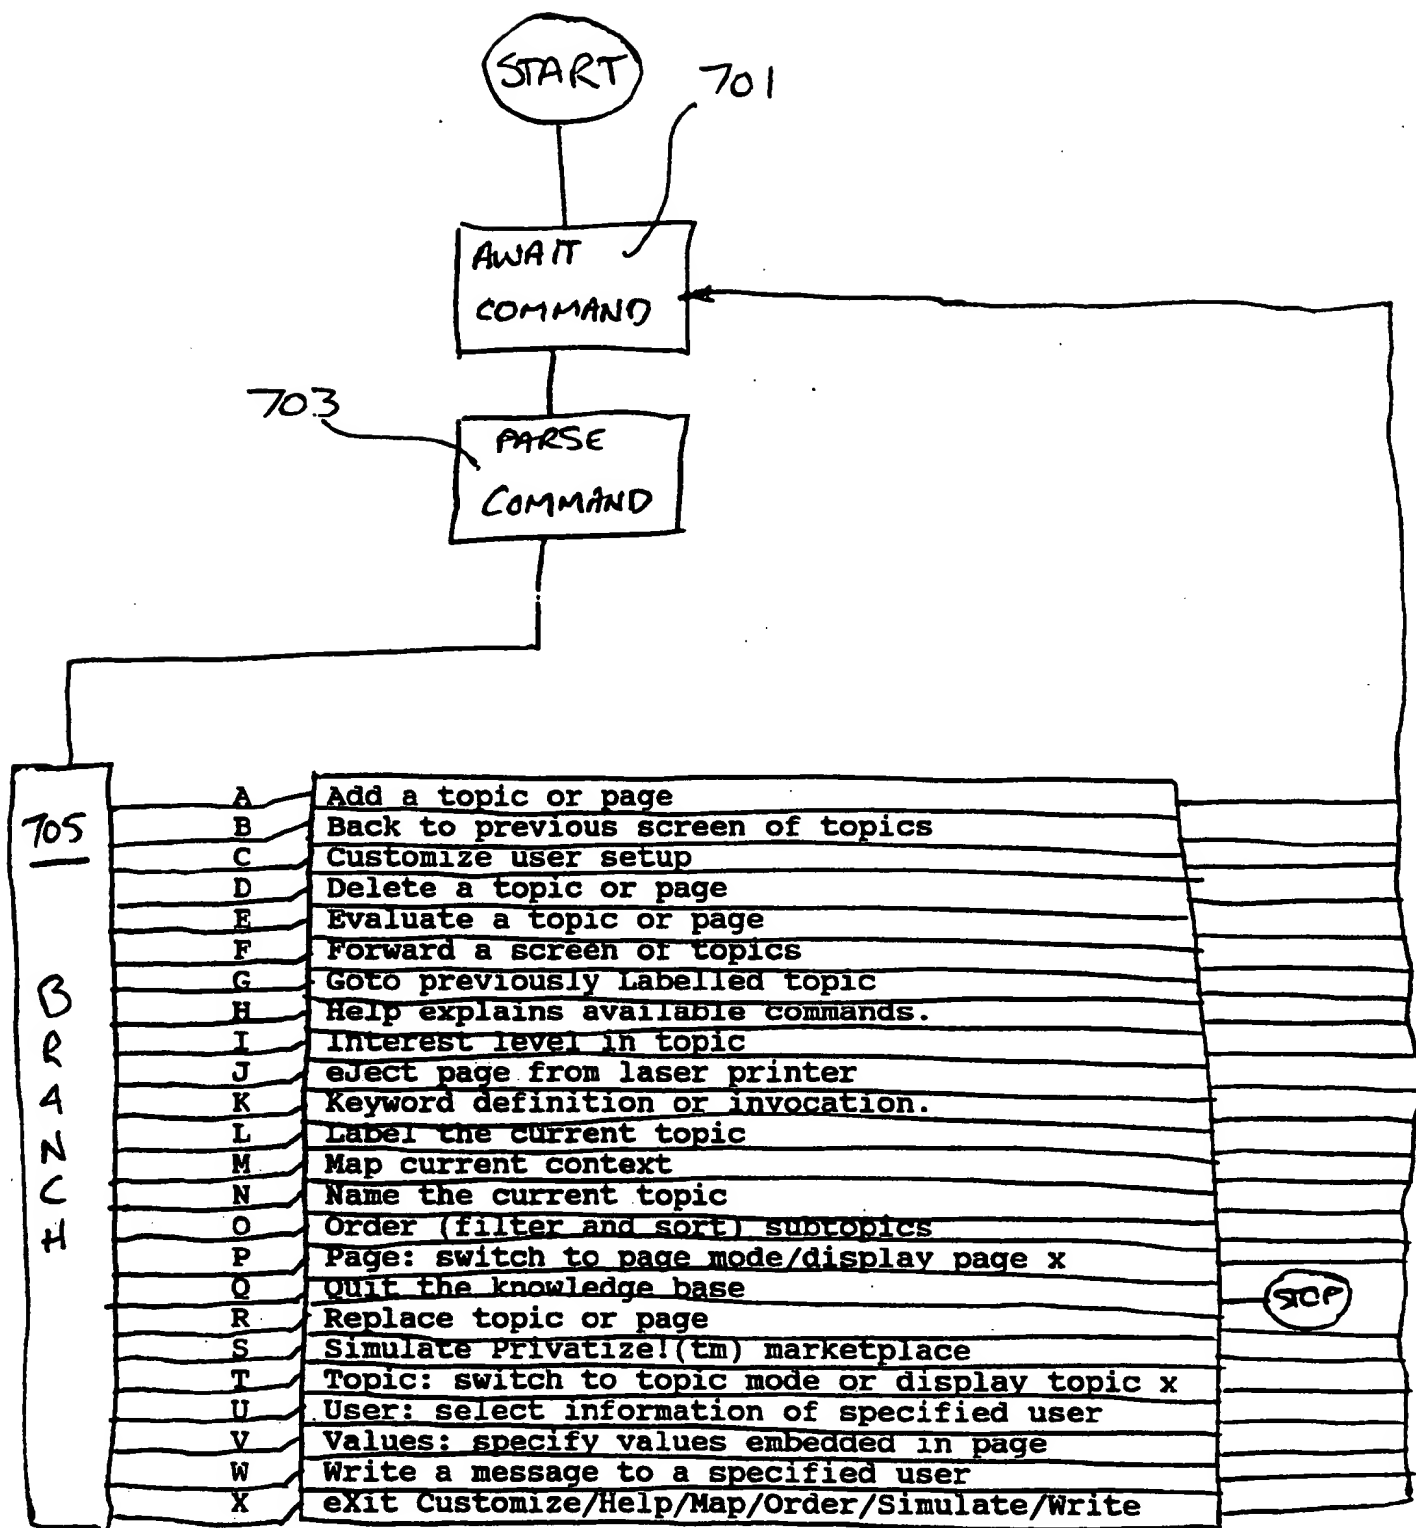 START
701
AWAIT
COMMAND
703
PARSE
COMMAND
705
BRANCH
A Add a topic or page
B Back to previous screen of topics
C Customize user setup
D Delete a topic or page
E Evaluate a topic or page
F Forward a screen of topics
G Goto previously Labelled topic
H Help explains available commands.
I Interest level in topic
J eJect page from laser printer
K Keyword definition or invocation.
L Label the current topic
M Map current context
N Name the current topic
O Order (filter and sort) subtopics
P Page: switch to page mode/display page x
Q Quit the knowledge base
STOP
R Replace topic or page
S Simulate Privatize!(tm) marketplace
T Topic: switch to topic mode or display topic x
U User: select information of specified user
V Values: specify values embedded in page
W Write a message to a specified user
X eXit Customize/Help/Map/Order/Simulate/Write